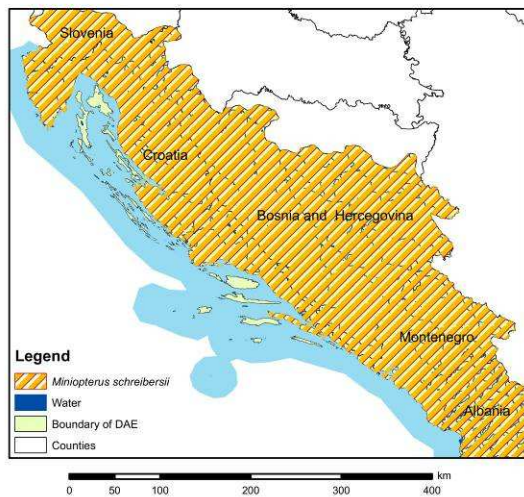 Slovenia
Croatia
Bosnia and Hercegovina
Montenegro
Albania
Legend
Miniopterus schreibersii
Water
Boundary of DAE
Counties
km
0 50 100 200 300 400